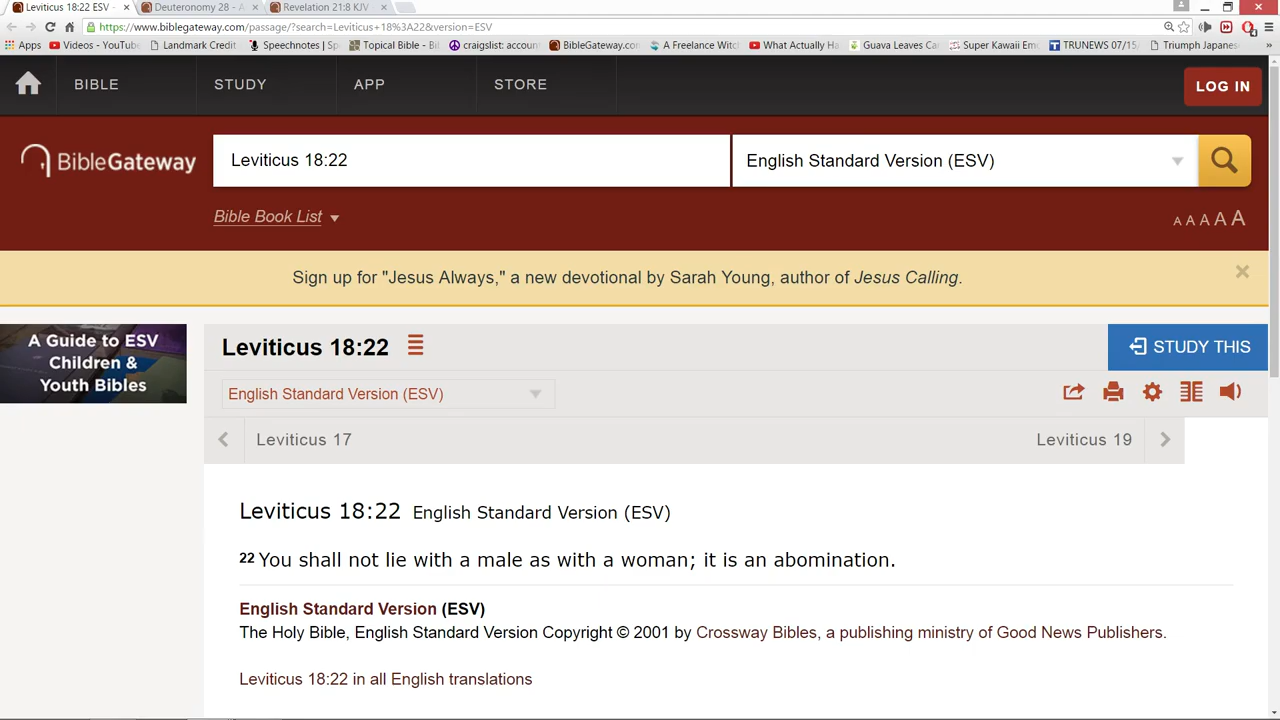 Leviticus 18:22 ESV -
Deuteronomy 28 - A
Revelation 21:8 KJV
https://www.biblegateway.com/passage/?search=Leviticus+18%3A22&version=ESV
Apps Videos - YouTube Landmark Credit Speechnotes | Sp Topical Bible - Bi craigslist: account BibleGateway.com A Freelance Writ What Actually Ha Guava Leaves Ca Super Kawaii Em TRUNEWS 07/15/ Triumph Japanes »
BIBLE STUDY APP STORE LOG IN
BibleGateway Leviticus 18:22 English Standard Version (ESV)
Bible Book List A A A A A
Sign up for "Jesus Always," a new devotional by Sarah Young, author of Jesus Calling.
A Guide to ESV
Children &
Youth Bibles
Leviticus 18:22 STUDY THIS
English Standard Version (ESV)
Leviticus 17 Leviticus 19
Leviticus 18:22 English Standard Version (ESV)
22 You shall not lie with a male as with a woman; it is an abomination.
English Standard Version (ESV)
The Holy Bible, English Standard Version Copyright © 2001 by Crossway Bibles, a publishing ministry of Good News Publishers.
Leviticus 18:22 in all English translations